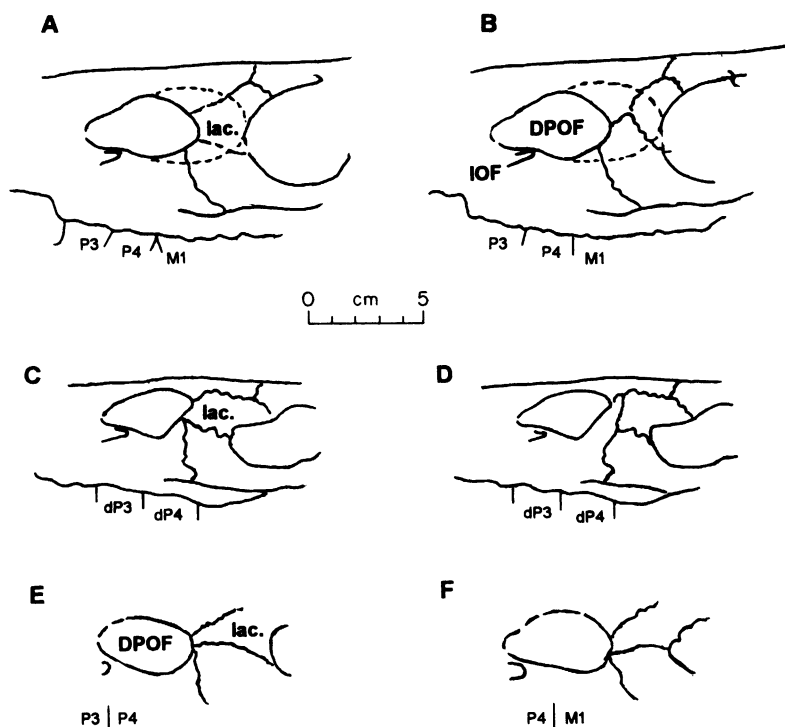 A
B
lac.
DPOF
IOF
P3 P4 M1
P3 P4 M1
0 cm 5
C
D
lac.
dP3 dP4
dP3 dP4
E
F
DPOF lac.
P3 P4
P4 M1